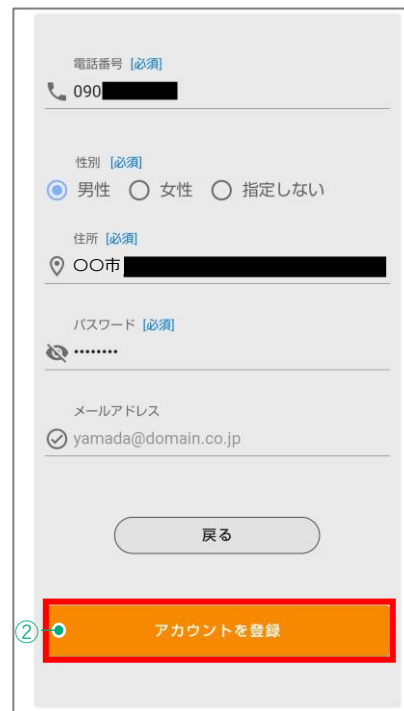 電話番号 [必須]
090
性別 [必須]
男性 女性 指定しない
住所 [必須]
〇〇市
パスワード [必須]
••••••••
メールアドレス
yamada@domain.co.jp
戻る
② アカウントを登録